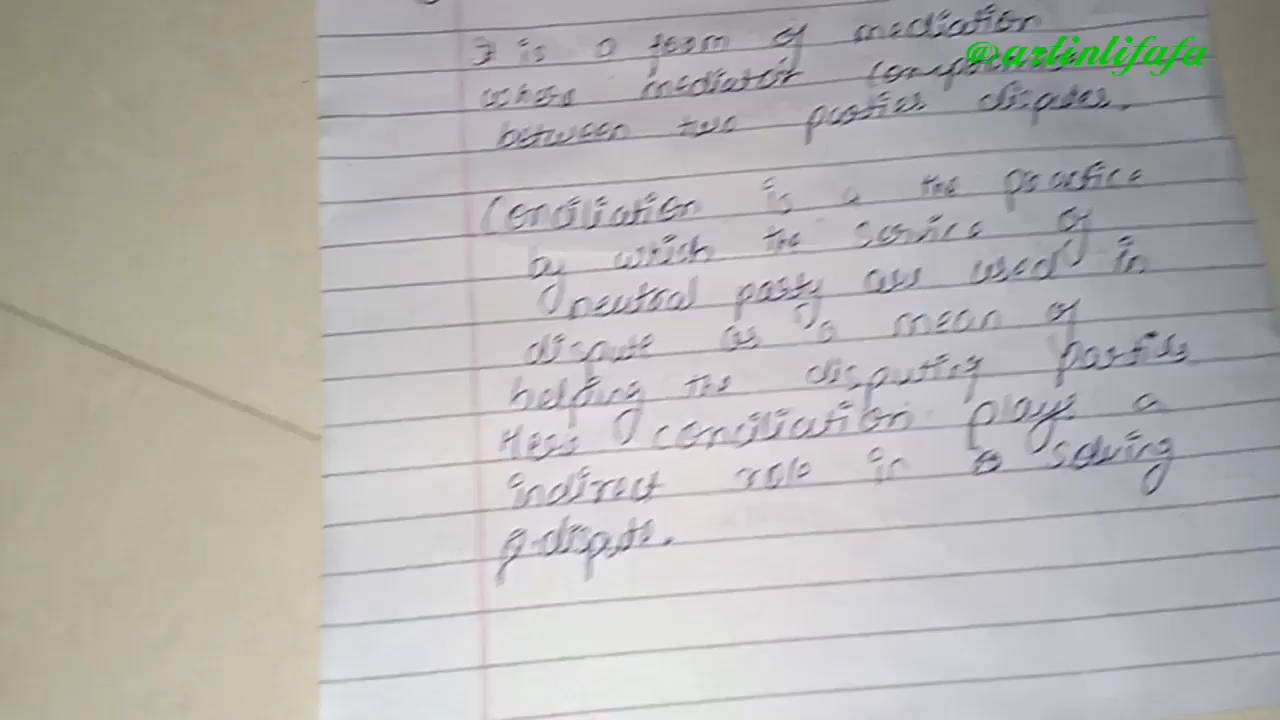 It is a form of mediation
@artinlifafa
where mediator
between two parties disputes.
Conciliation is a the practice
by which the service of
neutral party are used in
dispute as a mean of
helping the disputing parties
Here conciliation plays a
indirect role in solving
dispute.